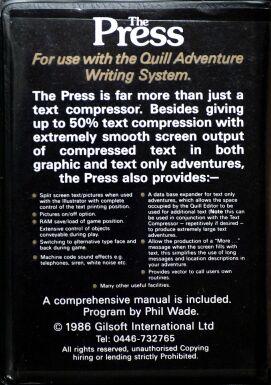 The
Press
For use with the Quill Adventure
Writing System.
The Press is far more than just a
text compressor. Besides giving
up to 50% text compression with
extremely smooth screen output
of compressed text in both
graphic and text only adventures,
the Press also provides:—
Split screen text/pictures when used
with the Illustrator with complete
control of the text printing position.
Pictures on/off option.
RAM save/load of game position.
Extensive control of objects
conveyable during play.
Switching to alternative type face and
back during game.
Machine code sound effects e.g.
telephones, siren, white noise etc.
A data base expander for text only
adventures, which allows the space
occupied by the Quill Editor to be
used for additional text (Note this can
be used in conjunction with the Text
Compressor — repetitively if desired
to produce extremely large text
adventures.
Allow the production of a "More . . ."
message when the screen fills with
text, this simplifies the use of long
messages and location descriptions
in your adventure.
Provides vector to call users own
routines.
Many other useful facilities.
A comprehensive manual is included.
Program by Phil Wade.
© 1986 Gilsoft International Ltd
Tel: 0446-732765
All rights reserved, unauthorised Copying
hiring or lending strictly Prohibited.